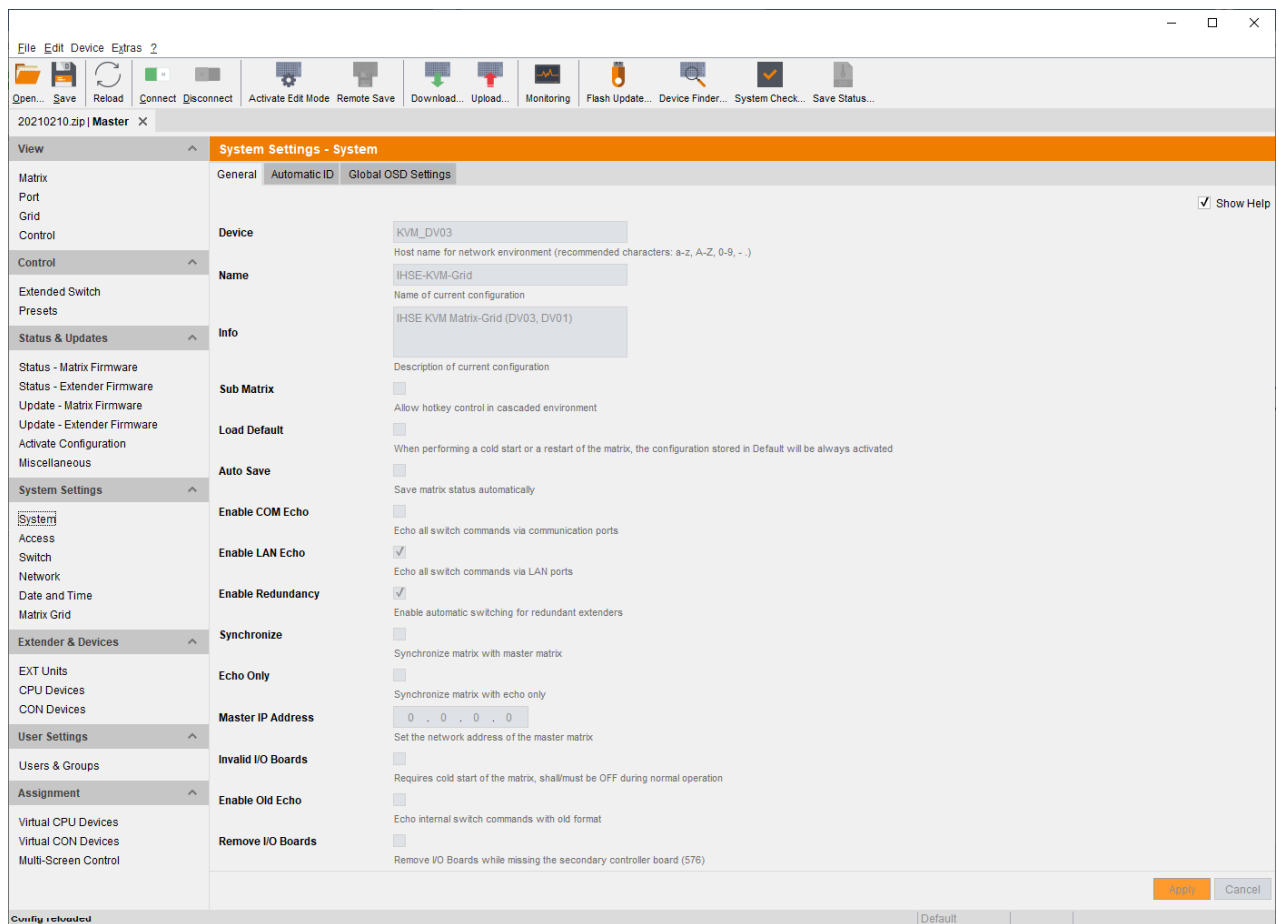 File Edit Device Extras ?
Open... Save Reload Connect Disconnect Activate Edit Mode Remote Save Download... Upload... Monitoring Flash Update... Device Finder... System Check... Save Status...
20210210.zip | Master
View
Matrix
Port
Grid
Control
Control
Extended Switch
Presets
Status & Updates
Status - Matrix Firmware
Status - Extender Firmware
Update - Matrix Firmware
Update - Extender Firmware
Activate Configuration
Miscellaneous
System Settings
System
Access
Switch
Network
Date and Time
Matrix Grid
Extender & Devices
EXT Units
CPU Devices
CON Devices
User Settings
Users & Groups
Assignment
Virtual CPU Devices
Virtual CON Devices
Multi-Screen Control
System Settings - System
General Automatic ID Global OSD Settings
Show Help
Device KVM_DV03
Host name for network environment (recommended characters: a-z, A-Z, 0-9, - .)
Name IHSE-KVM-Grid
Name of current configuration
Info IHSE KVM Matrix-Grid (DV03, DV01)
Description of current configuration
Sub Matrix
Allow hotkey control in cascaded environment
Load Default
When performing a cold start or a restart of the matrix, the configuration stored in Default will be always activated
Auto Save
Save matrix status automatically
Enable COM Echo
Echo all switch commands via communication ports
Enable LAN Echo
Echo all switch commands via LAN ports
Enable Redundancy
Enable automatic switching for redundant extenders
Synchronize
Synchronize matrix with master matrix
Echo Only
Synchronize matrix with echo only
Master IP Address 0 . 0 . 0 . 0
Set the network address of the master matrix
Invalid I/O Boards
Requires cold start of the matrix, shall/must be OFF during normal operation
Enable Old Echo
Echo internal switch commands with old format
Remove I/O Boards
Remove I/O Boards while missing the secondary controller board (576)
Apply Cancel
Config reloaded Default